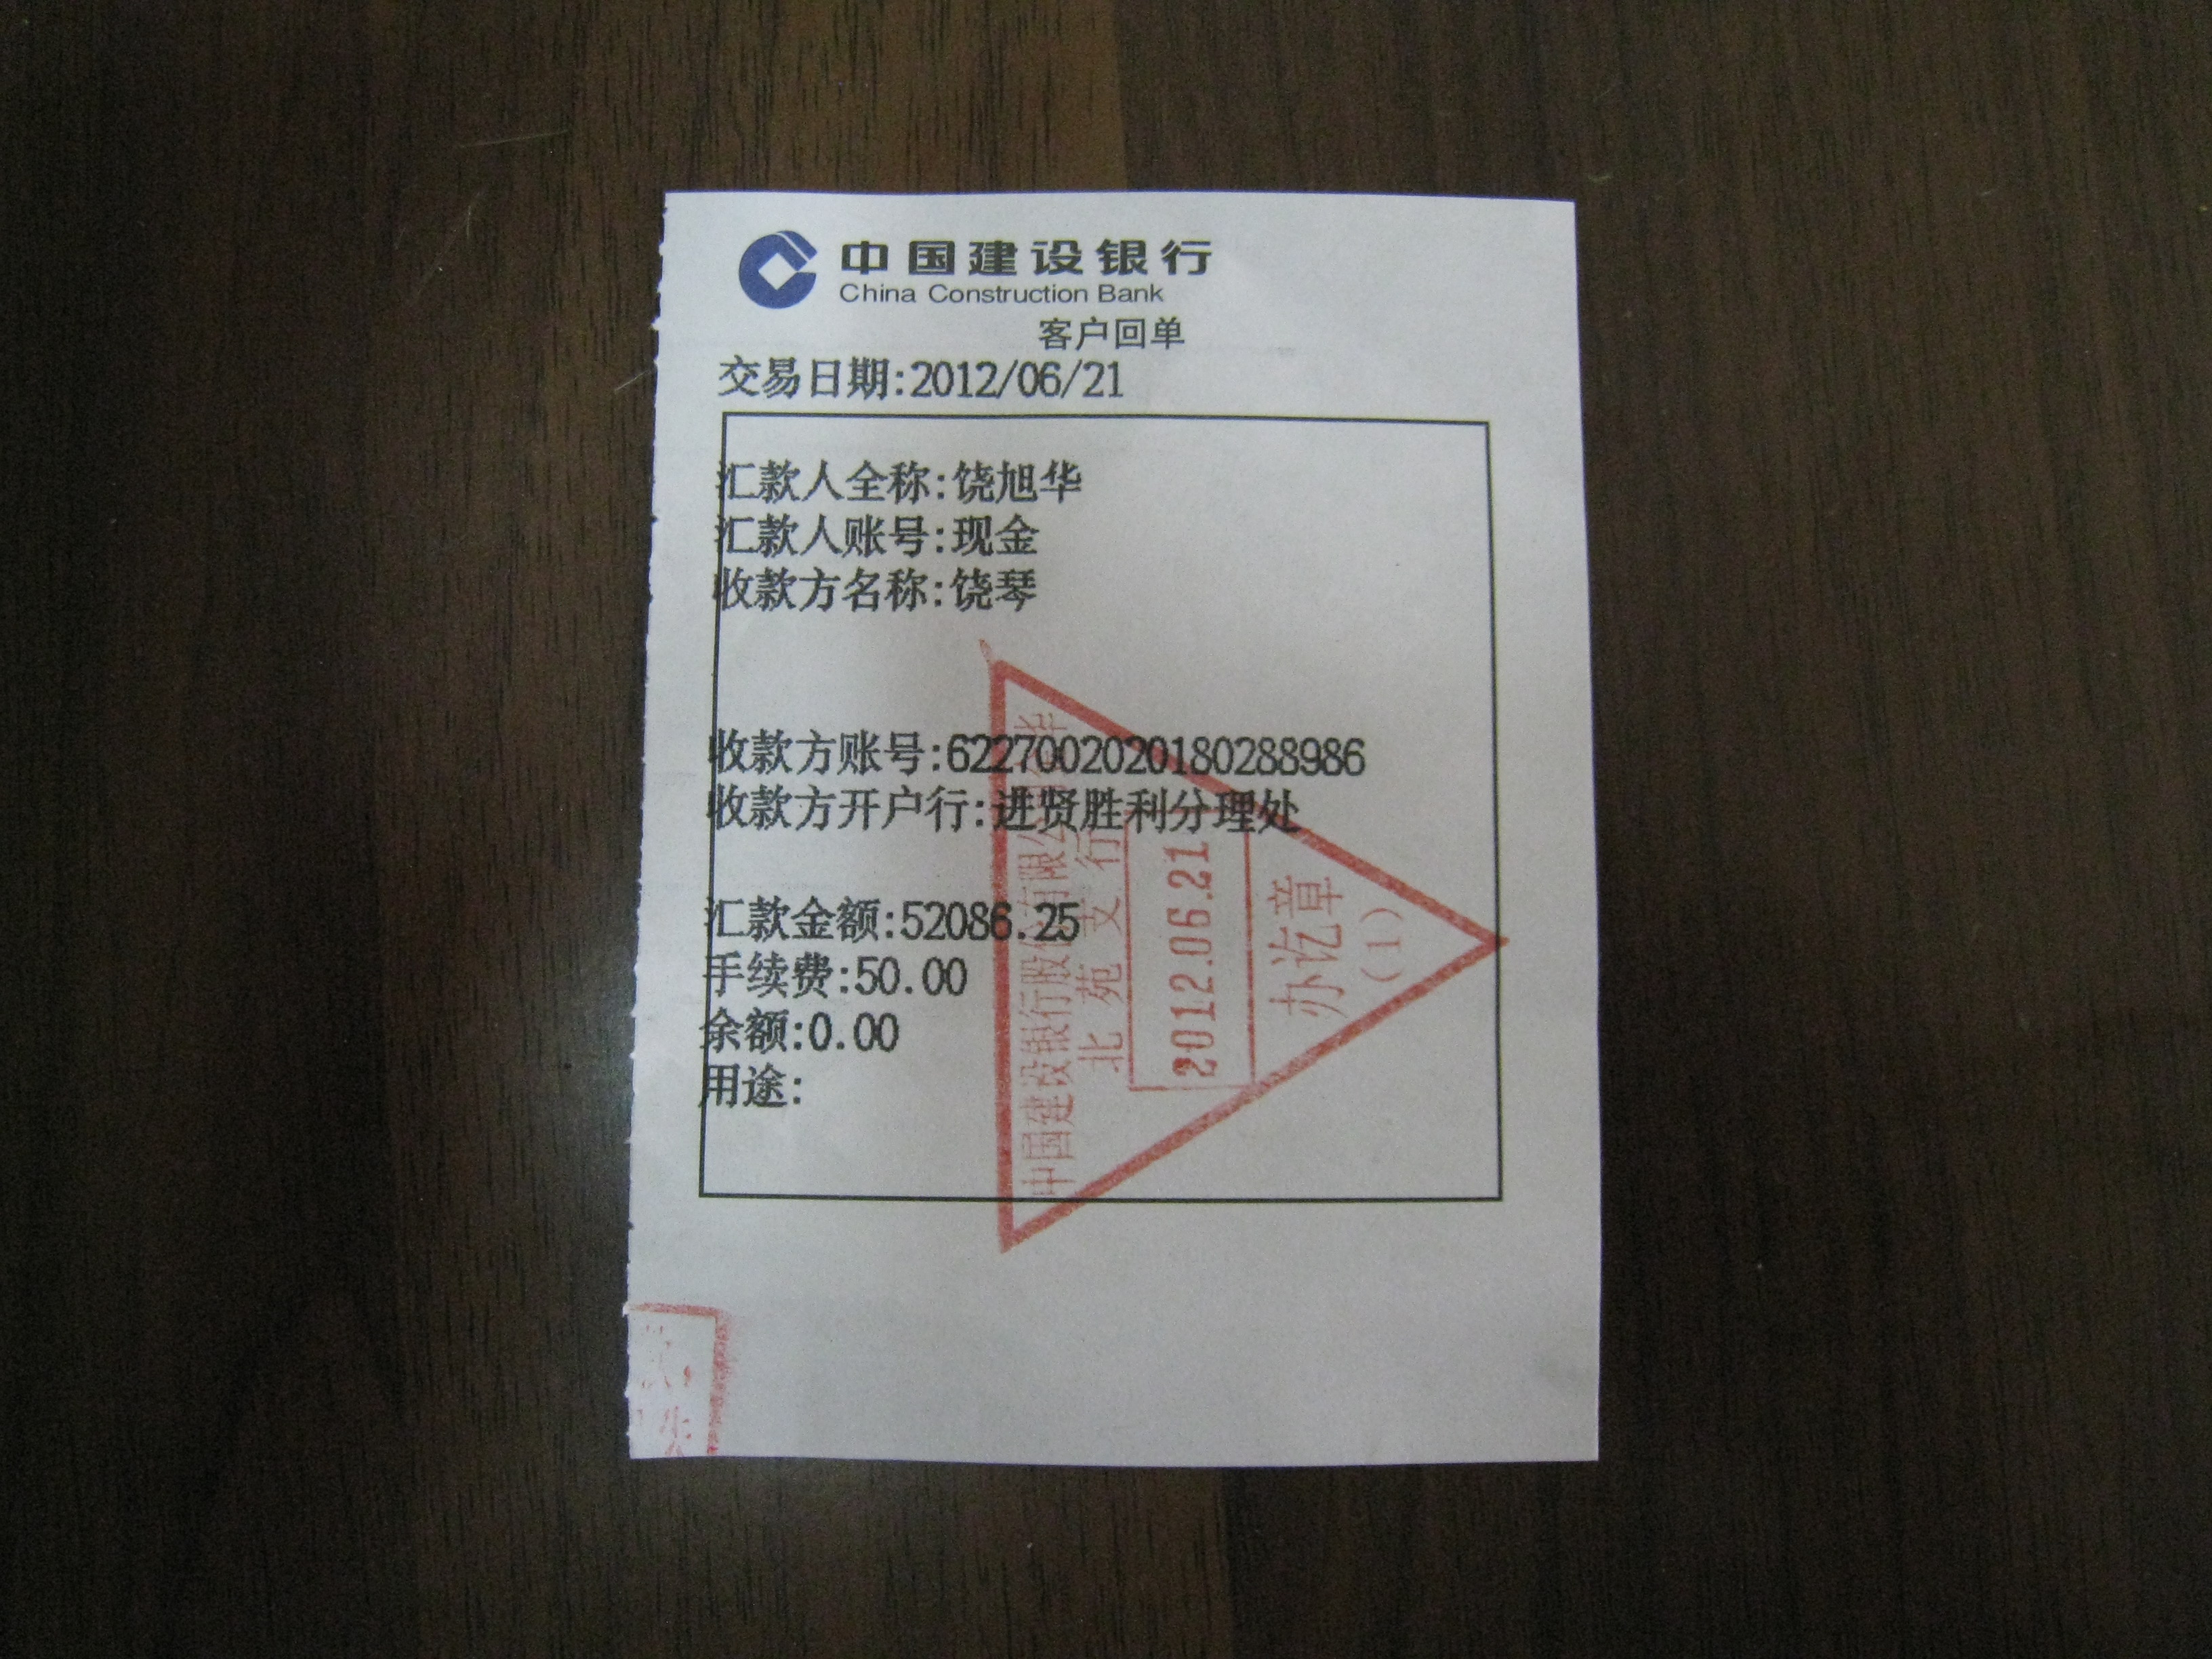 中国建设银行
China Construction Bank
客户回单
交易日期:2012/06/21
汇款人全称:饶旭华
汇款人账号:现金
收款方名称:饶琴
收款方账号:6227002020180288986
收款方开户行:进贤胜利分理处
汇款金额:52086.25
手续费:50.00
余额:0.00
用途:
中国建设银行股份有限公
北苑支行
2012.06.21
办讫章
(1)